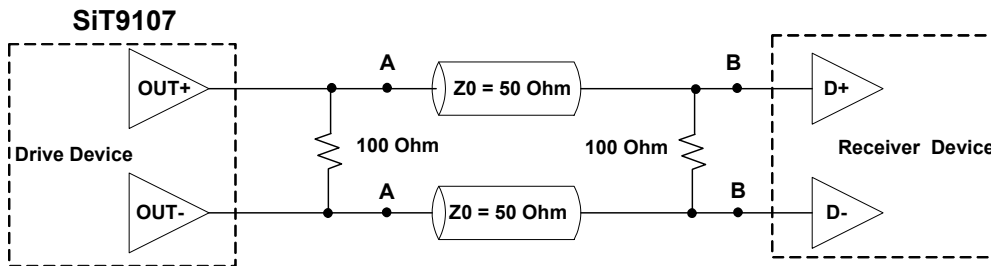 SiT9107
A
B
OUT+
Z0 = 50 Ohm
D+
Drive Device
100 Ohm
100 Ohm
Receiver Device
A
B
OUT-
Z0 = 50 Ohm
D-